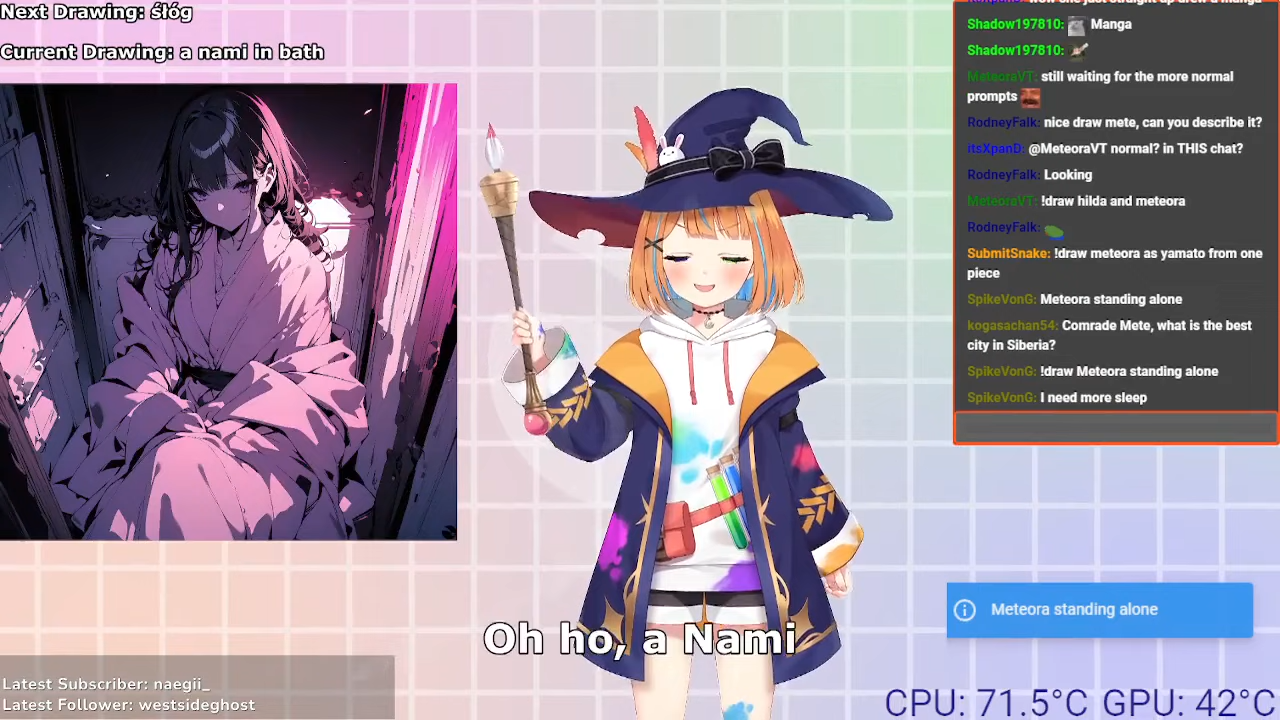 Next Drawing: śłóg
Current Drawing: a nami in bath
Shadow197810: Manga
Shadow197810:
MeteoraVT: still waiting for the more normal
prompts
RodneyFalk: nice draw mete, can you describe it?
itsXpanD: @MeteoraVT normal? in THIS chat?
RodneyFalk: Looking
MeteoraVT: !draw hilda and meteora
RodneyFalk:
SubmitSnake: !draw meteora as yamato from one
piece
SpikeVonG: Meteora standing alone
kogasachan54: Comrade Mete, what is the best
city in Siberia?
SpikeVonG: !draw Meteora standing alone
SpikeVonG: I need more sleep
Meteora standing alone
Oh ho, a Nami
Latest Subscriber: naegii_
Latest Follower: westsideghost
CPU: 71.5°C GPU: 42°C